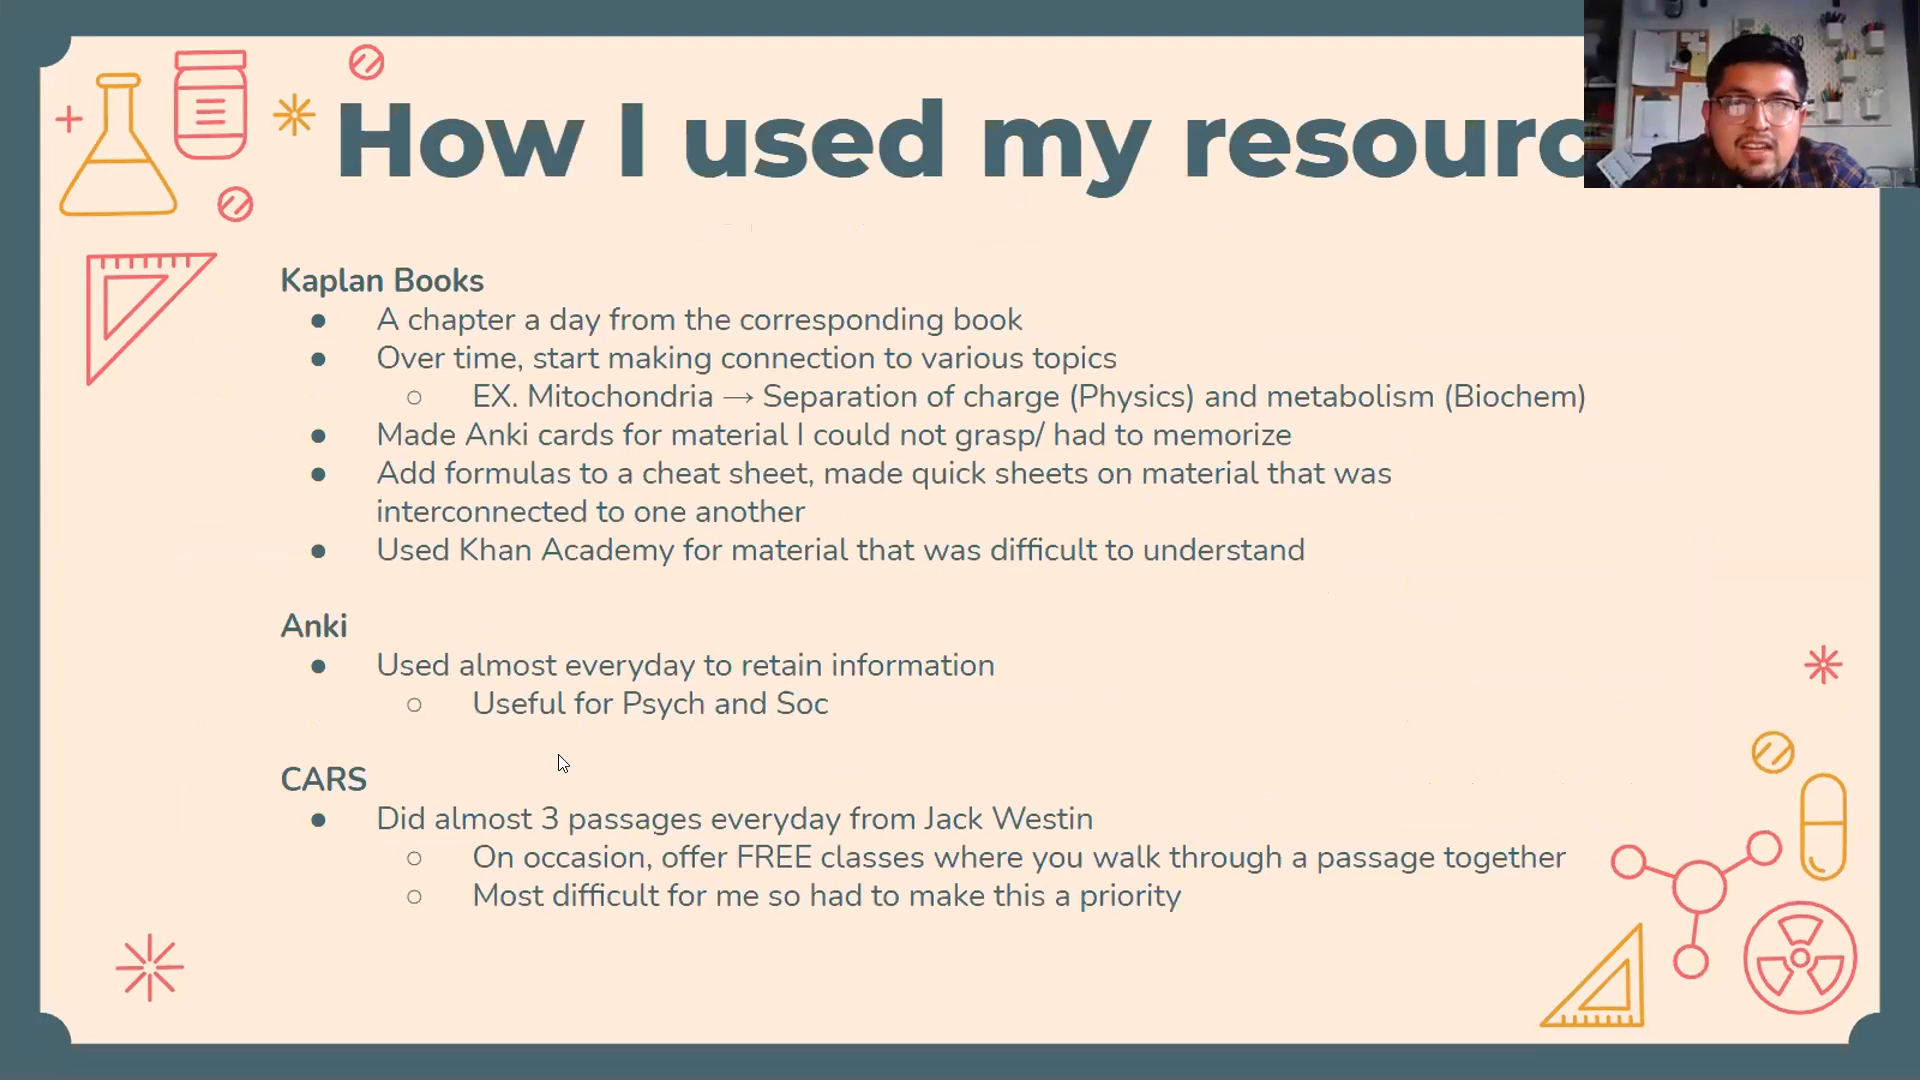 How I used my resourc
Kaplan Books
● A chapter a day from the corresponding book
● Over time, start making connection to various topics
○ EX. Mitochondria → Separation of charge (Physics) and metabolism (Biochem)
● Made Anki cards for material I could not grasp/ had to memorize
● Add formulas to a cheat sheet, made quick sheets on material that was
interconnected to one another
● Used Khan Academy for material that was difficult to understand
Anki
● Used almost everyday to retain information
○ Useful for Psych and Soc
CARS
● Did almost 3 passages everyday from Jack Westin
○ On occasion, offer FREE classes where you walk through a passage together
○ Most difficult for me so had to make this a priority